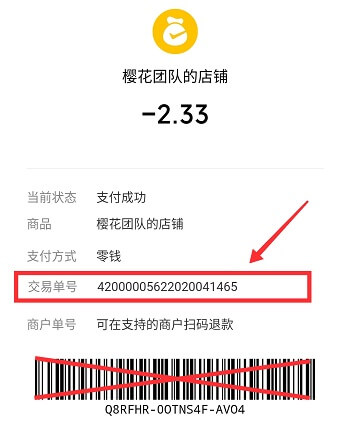 樱花团队的店铺
-2.33
当前状态 支付成功
商品 樱花团队的店铺
支付方式 零钱
交易单号 42000005622020041465
商户单号 可在支持的商户扫码退款
Q8RFHR-00TNS4F-AVO4